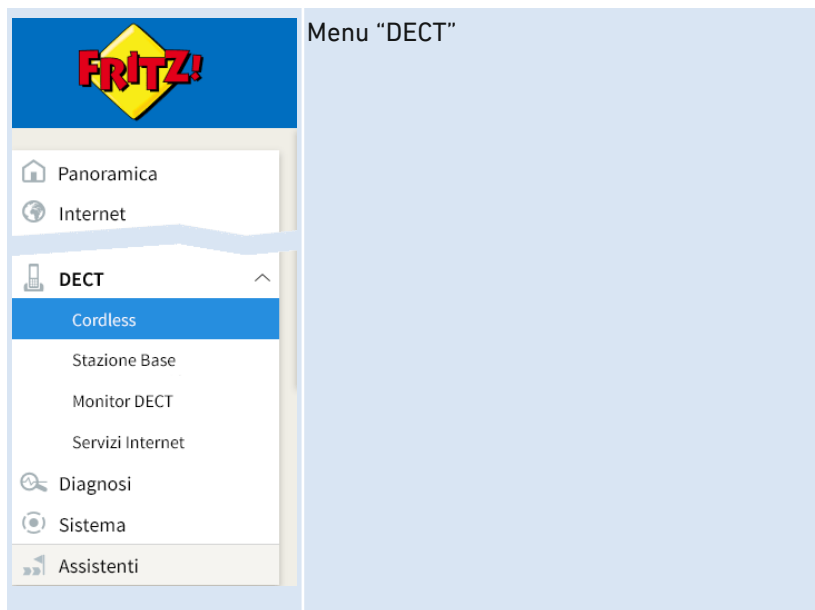 FRITZ!
Menu “DECT”
Panoramica
Internet
DECT
Cordless
Stazione Base
Monitor DECT
Servizi Internet
Diagnosi
Sistema
Assistenti